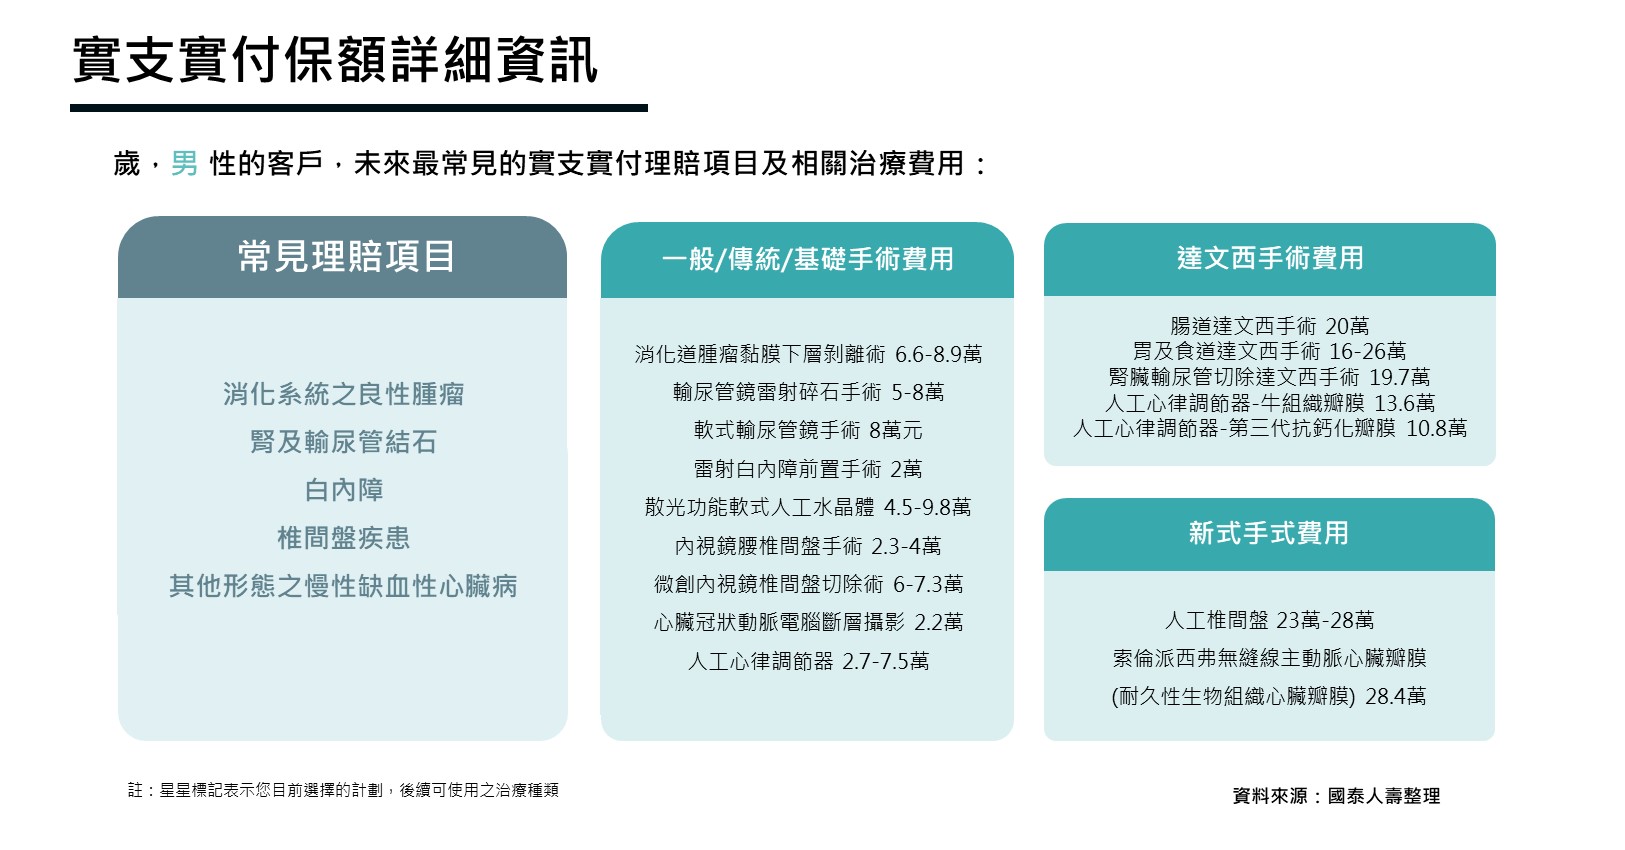 實支實付保額詳細資訊
歲，男 性的客戶，未來最常見的實支實付理賠項目及相關治療費用：
常見理賠項目
消化系統之良性腫瘤
腎及輸尿管結石
白內障
椎間盤疾患
其他形態之慢性缺血性心臟病
一般/傳統/基礎手術費用
消化道腫瘤黏膜下層剝離術 6.6-8.9萬
輸尿管鏡雷射碎石手術 5-8萬
軟式輸尿管鏡手術 8萬元
雷射白內障前置手術 2萬
散光功能軟式人工水晶體 4.5-9.8萬
內視鏡腰椎間盤手術 2.3-4萬
微創內視鏡椎間盤切除術 6-7.3萬
心臟冠狀動脈電腦斷層攝影 2.2萬
人工心律調節器 2.7-7.5萬
達文西手術費用
腸道達文西手術 20萬
胃及食道達文西手術 16-26萬
腎臟輸尿管切除達文西手術 19.7萬
人工心律調節器-牛組織瓣膜 13.6萬
人工心律調節器-第三代抗鈣化瓣膜 10.8萬
新式手式費用
人工椎間盤 23萬-28萬
索倫派西弗無縫線主動脈心臟瓣膜
(耐久性生物組織心臟瓣膜) 28.4萬
註：星星標記表示您目前選擇的計劃，後續可使用之治療種類
資料來源：國泰人壽整理